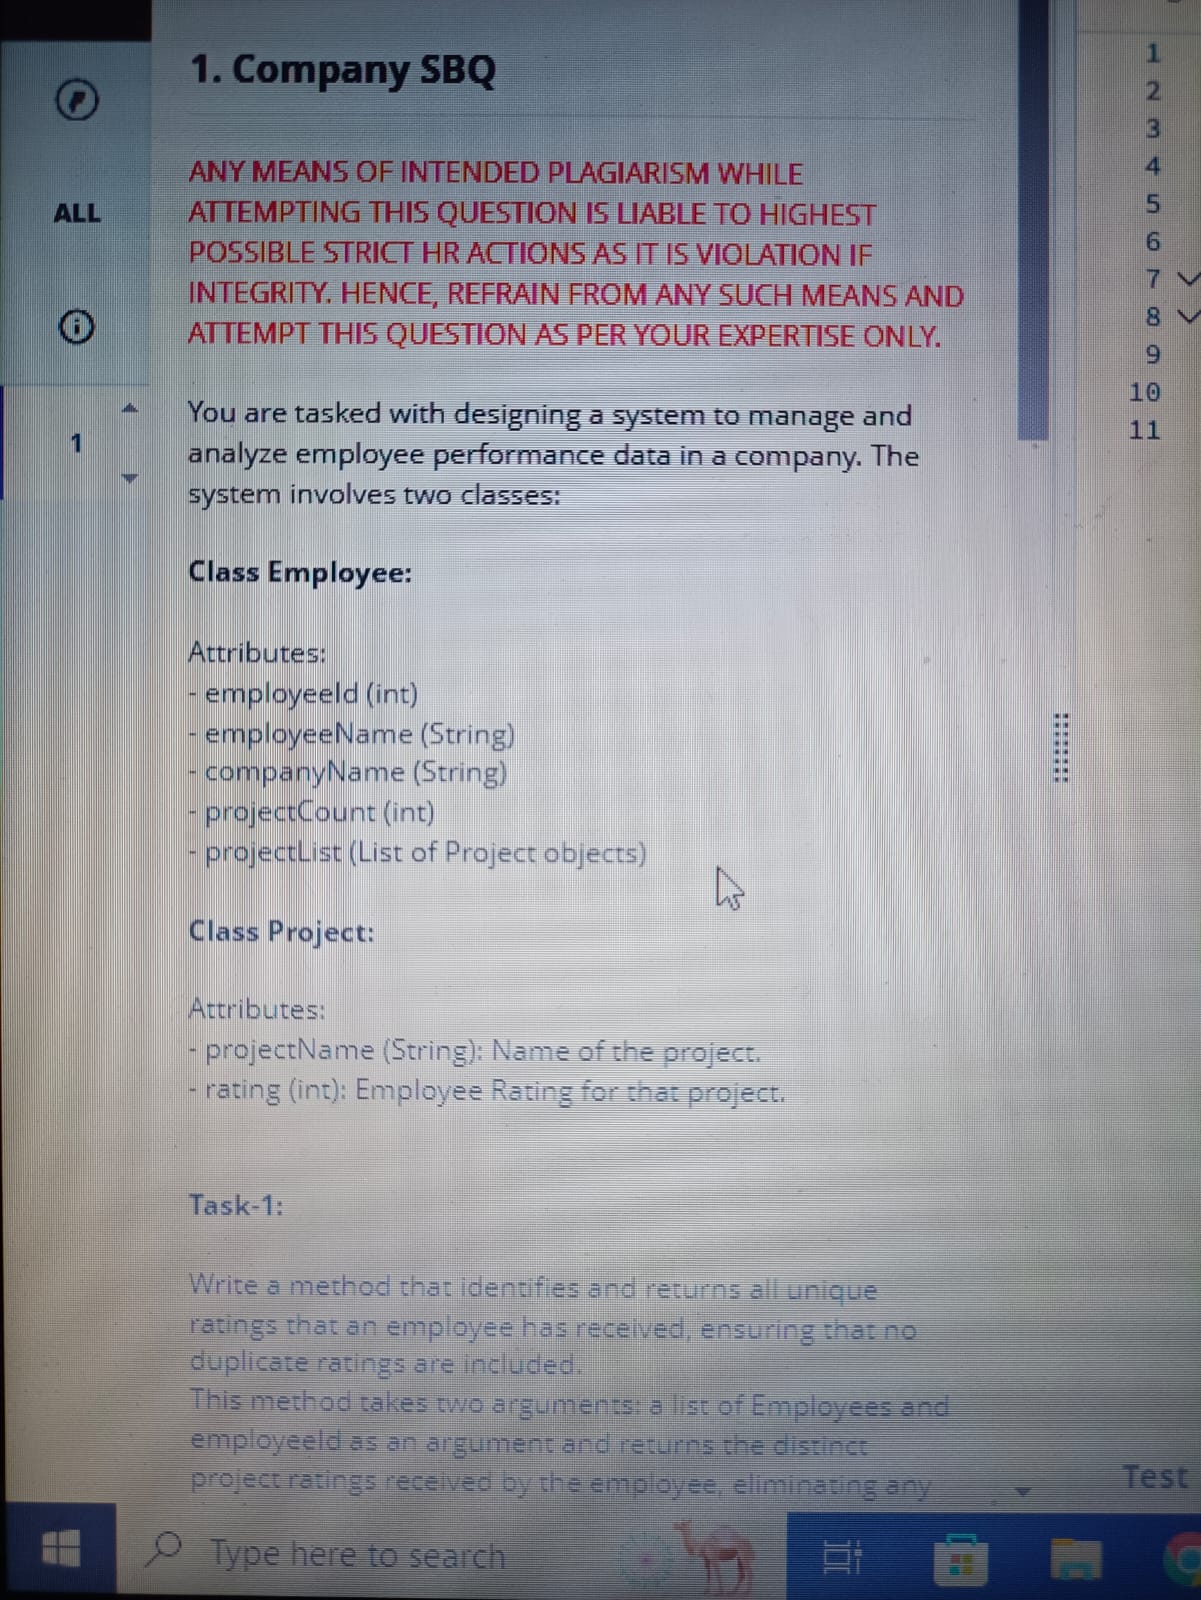 1. Company SBQ
ANY MEANS OF INTENDED PLAGIARISM WHILE
ATTEMPTING THIS QUESTION IS LIABLE TO HIGHEST
POSSIBLE STRICT HR ACTIONS AS IT IS VIOLATION IF
INTEGRITY. HENCE, REFRAIN FROM ANY SUCH MEANS AND
ATTEMPT THIS QUESTION AS PER YOUR EXPERTISE ONLY.
ALL
1
You are tasked with designing a system to manage and
analyze employee performance data in a company. The
system involves two classes:
Class Employee:
Attributes:
- employeeId (int)
- employeeName (String)
- companyName (String)
- projectCount (int)
- projectList (List of Project objects)
Class Project:
Attributes:
- projectName (String): Name of the project.
- rating (int): Employee Rating for that project.
Task-1:
Write a method that identifies and returns all unique
ratings that an employee has received, ensuring that no
duplicate ratings are included.
This method takes two arguments: a list of Employees and
employeeId as an argument and returns the distinct
project ratings received by the employee, eliminating any
1
2
3
4
5
6
7
8
9
10
11
Test
Type here to search